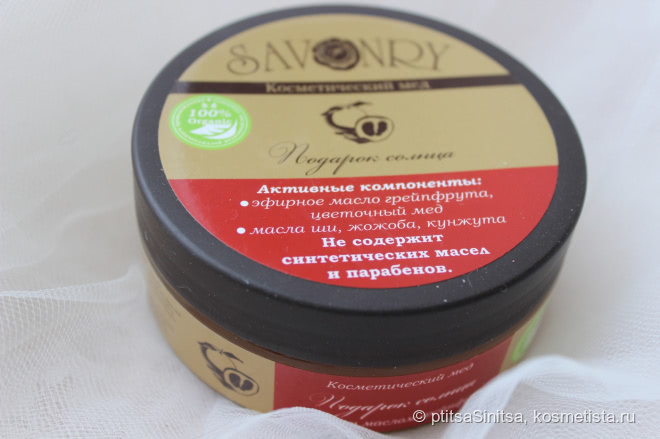 SAVONRY
Косметический мед
100%
Organic
Подарок солнца
Активные компоненты:
•эфирное масло грейпфрута,
цветочный мед
•масла ши, жожоба, кунжута
Не содержит
синтетических масел
и парабенов.
Косметический мед
Подарок солнца
© ptitsaSinitsa, kosmetista.ru